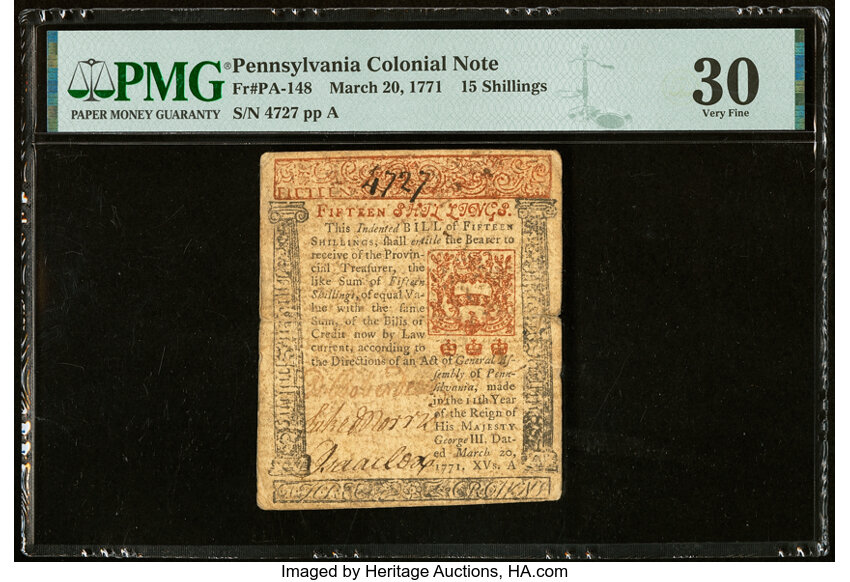 PMG
PAPER MONEY GUARANTY
Pennsylvania Colonial Note
Fr#PA-148 March 20, 1771 15 Shillings
S/N 4727 pp A
30
Very Fine
4727
FIFTEEN SHILLINGS.
This Indented BILL of FIFTEEN
SHILLINGS, shall entitle the Bearer to
receive of the Provin-
cial Treasurer, the
like Sum of Fifteen
Shillings, of equal Va-
lue with the same
Sum, of the Bills of
Credit now by Law
current, according to
the Directions of an Act of General As-
sembly of Penn-
silvania, made
in the 11th Year
of the Reign of
His MAJESTY
George III. Dat-
ed March 20,
1771, XVs. A
Imaged by Heritage Auctions, HA.com